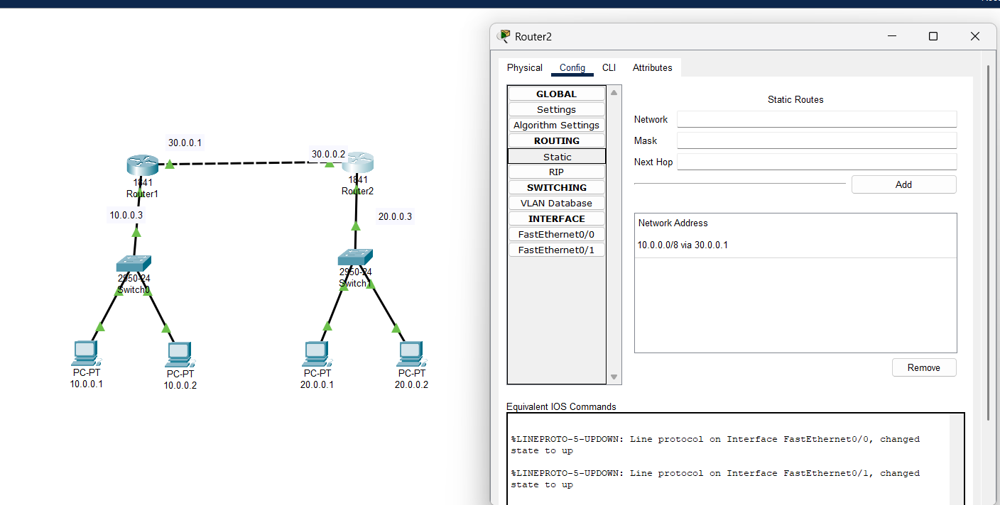 Router2
Physical
Config
CLI
Attributes
GLOBAL
Settings
Algorithm Settings
ROUTING
Static
RIP
SWITCHING
VLAN Database
INTERFACE
FastEthernet0/0
FastEthernet0/1
Static Routes
Network
Mask
Next Hop
Add
Network Address
10.0.0.0/8 via 30.0.0.1
Remove
Equivalent IOS Commands
%LINEPROTO-5-UPDOWN: Line protocol on Interface FastEthernet0/0, changed
state to up
%LINEPROTO-5-UPDOWN: Line protocol on Interface FastEthernet0/1, changed
state to up
30.0.0.1
30.0.0.2
1841
Router1
1841
Router2
10.0.0.3
20.0.0.3
2950-24
Switch0
2950-24
Switch1
PC-PT
10.0.0.1
PC-PT
10.0.0.2
PC-PT
20.0.0.1
PC-PT
20.0.0.2